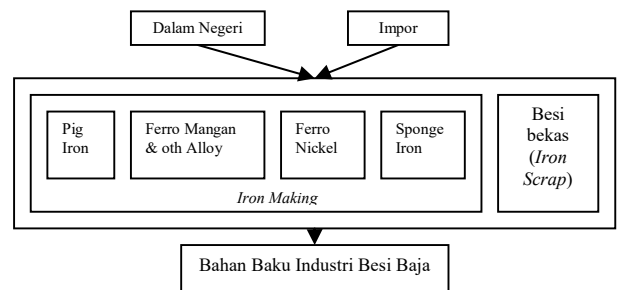 Dalam Negeri
Impor
Pig
Iron
Ferro Mangan
& oth Alloy
Ferro
Nickel
Sponge
Iron
Iron Making
Besi
bekas
(Iron
Scrap)
Bahan Baku Industri Besi Baja